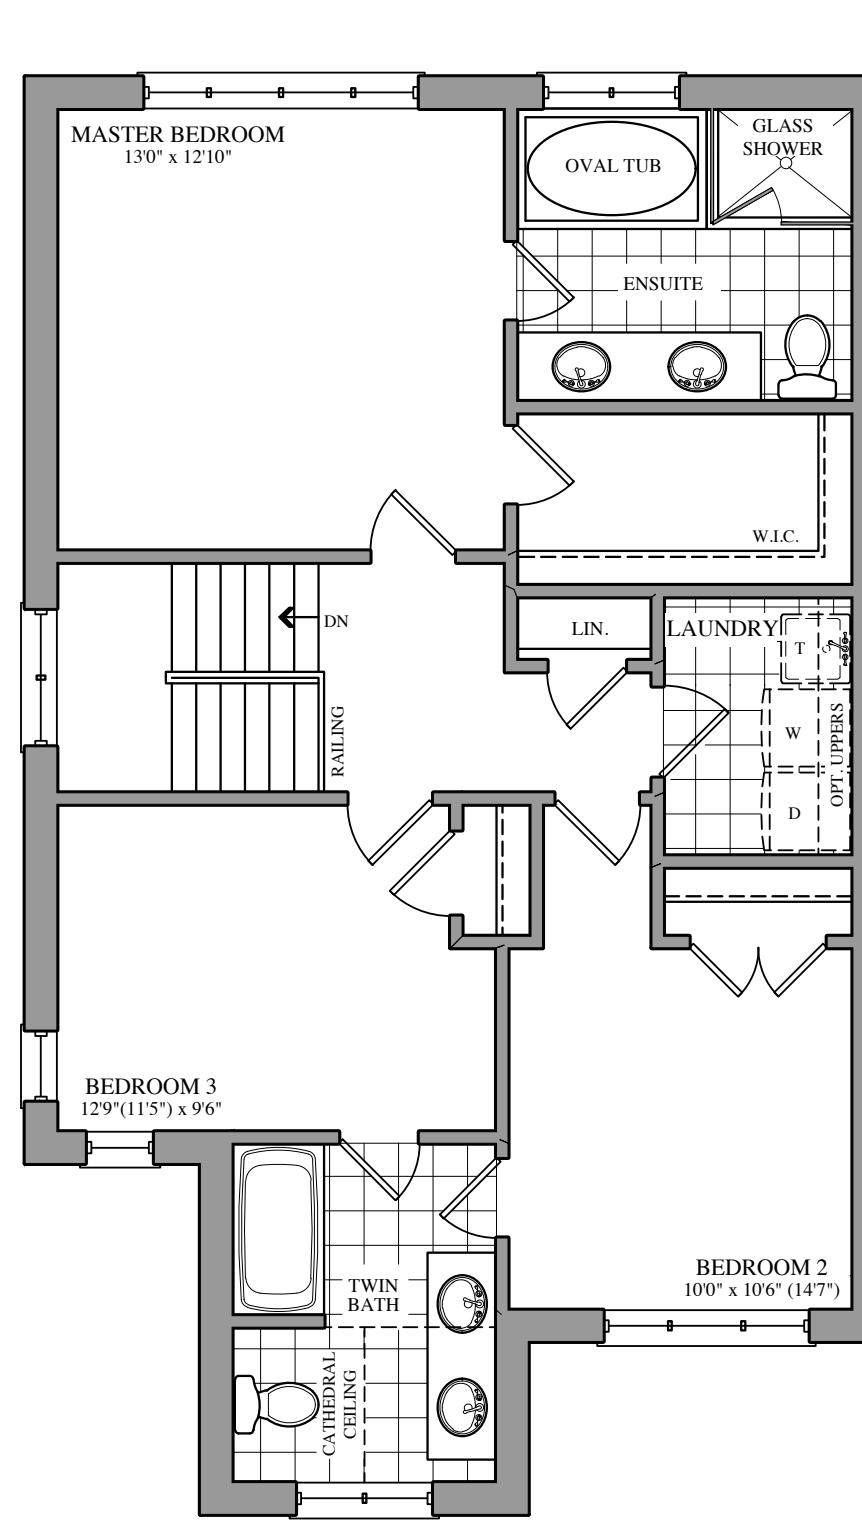 MASTER BEDROOM
13'0" x 12'10"
OVAL TUB
GLASS
SHOWER
ENSUITE
W.I.C.
DN
RAILING
LIN.
LAUNDRY
T
W
D
OPT. UPPERS
BEDROOM 3
12'9"(11'5") x 9'6"
TWIN
BATH
CATHEDRAL
CEILING
BEDROOM 2
10'0" x 10'6" (14'7")